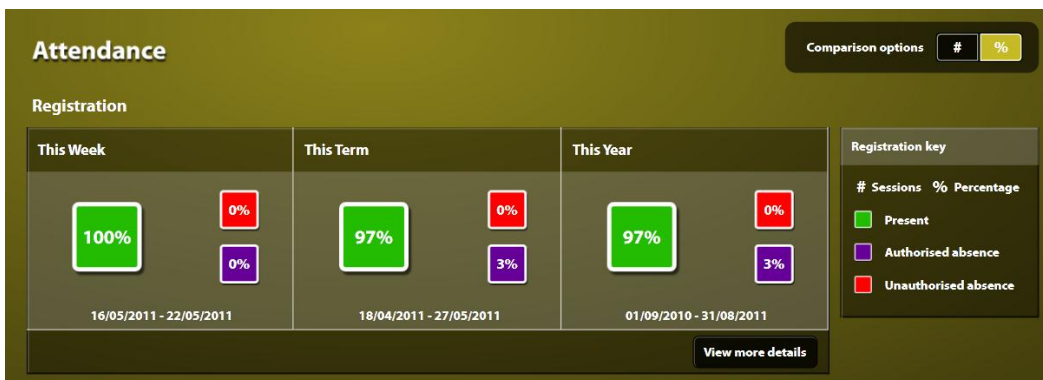 Attendance
Comparison options # %
Registration
This Week
This Term
This Year
100%
0%
0%
16/05/2011 - 22/05/2011
97%
0%
3%
18/04/2011 - 27/05/2011
97%
0%
3%
01/09/2010 - 31/08/2011
View more details
Registration key
# Sessions % Percentage
Present
Authorised absence
Unauthorised absence